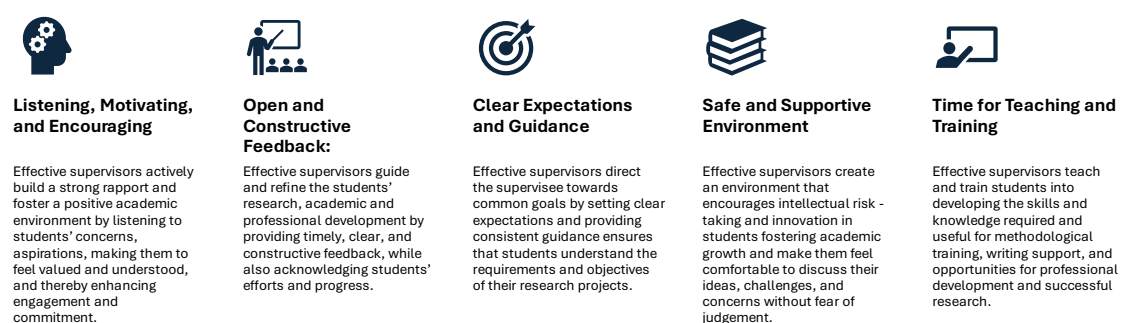 Listening, Motivating,
and Encouraging
Effective supervisors actively
build a strong rapport and
foster a positive academic
environment by listening to
students’ concerns,
aspirations, making them to
feel valued and understood,
and thereby enhancing
engagement and
commitment.
Open and
Constructive
Feedback:
Effective supervisors guide
and refine the students’
research, academic and
professional development by
providing timely, clear, and
constructive feedback, while
also acknowledging students’
efforts and progress.
Clear Expectations
and Guidance
Effective supervisors direct
the supervisee towards
common goals by setting clear
expectations and providing
consistent guidance ensures
that students understand the
requirements and objectives
of their research projects.
Safe and Supportive
Environment
Effective supervisors create
an environment that
encourages intellectual risk -
taking and innovation in
students fostering academic
growth and make them feel
comfortable to discuss their
ideas, challenges, and
concerns without fear of
judgement.
Time for Teaching and
Training
Effective supervisors teach
and train students into
developing the skills and
knowledge required and
useful for methodological
training, writing support, and
opportunities for professional
development and successful
research.